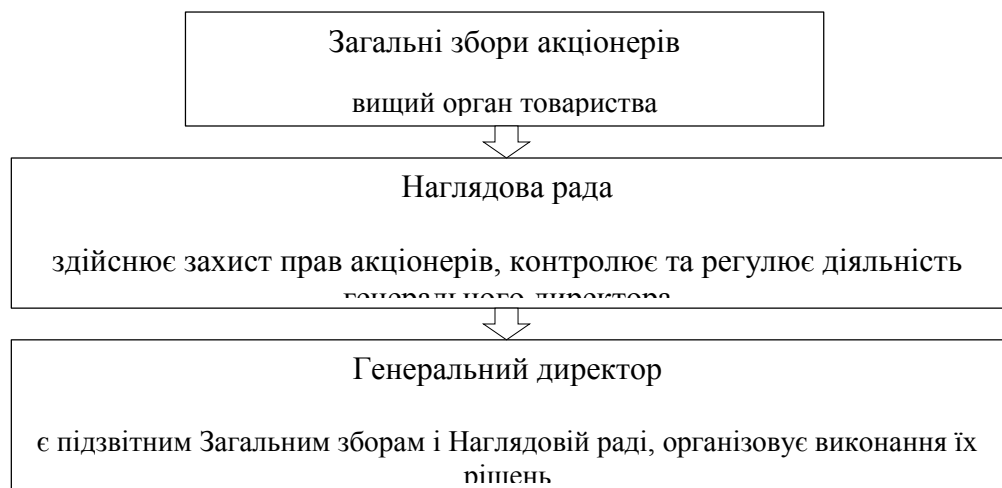 Загальні збори акціонерів
вищий орган товариства
Наглядова рада
здійснює захист прав акціонерів, контролює та регулює діяльність
генерального директора
Генеральний директор
є підзвітним Загальним зборам і Наглядовій раді, організовує виконання їх
рішень